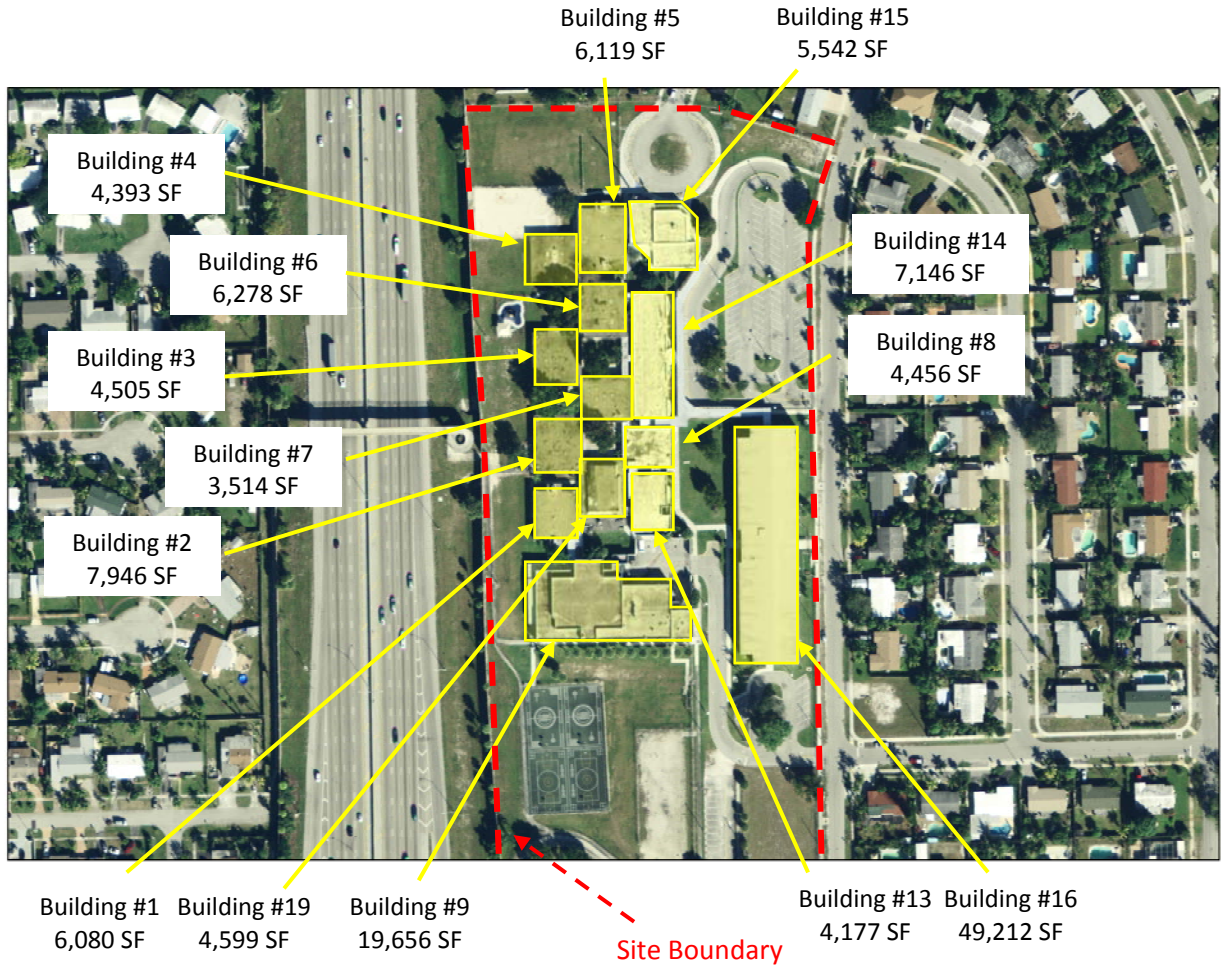 Building #5
6,119 SF
Building #15
5,542 SF
Building #4
4,393 SF
Building #14
7,146 SF
Building #6
6,278 SF
Building #3
4,505 SF
Building #8
4,456 SF
Building #7
3,514 SF
Building #2
7,946 SF
Building #1
6,080 SF
Building #19
4,599 SF
Building #9
19,656 SF
Building #13
4,177 SF
Building #16
49,212 SF
Site Boundary